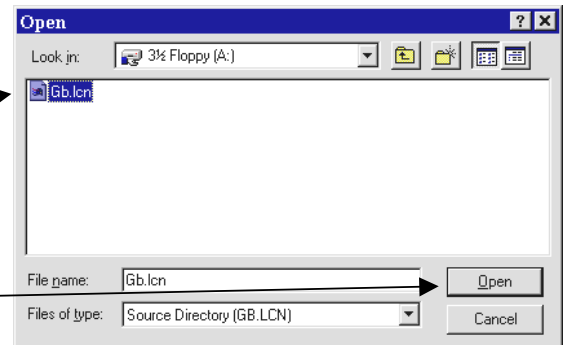 Open
Look in: 3½ Floppy (A:)
Gb.lcn
File name: Gb.lcn Open
Files of type: Source Directory (GB.LCN) Cancel